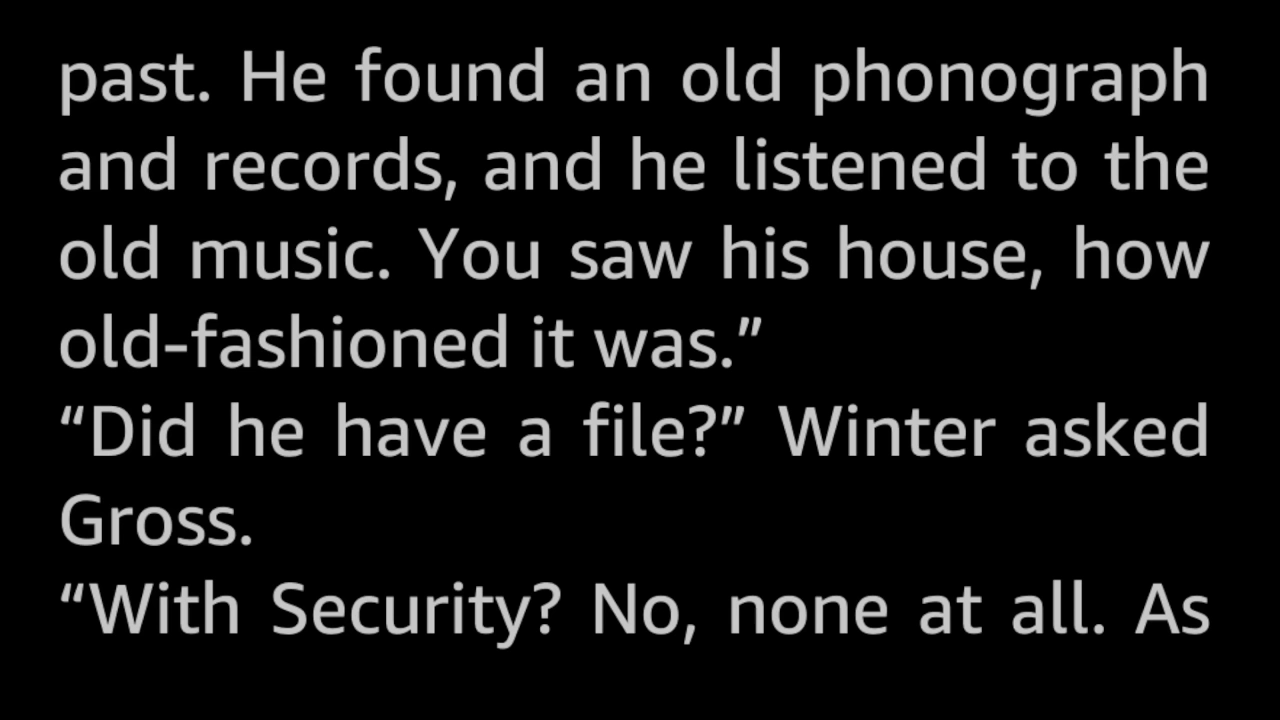 past. He found an old phonograph
and records, and he listened to the
old music. You saw his house, how
old-fashioned it was.”
“Did he have a file?” Winter asked
Gross.
“With Security? No, none at all. As